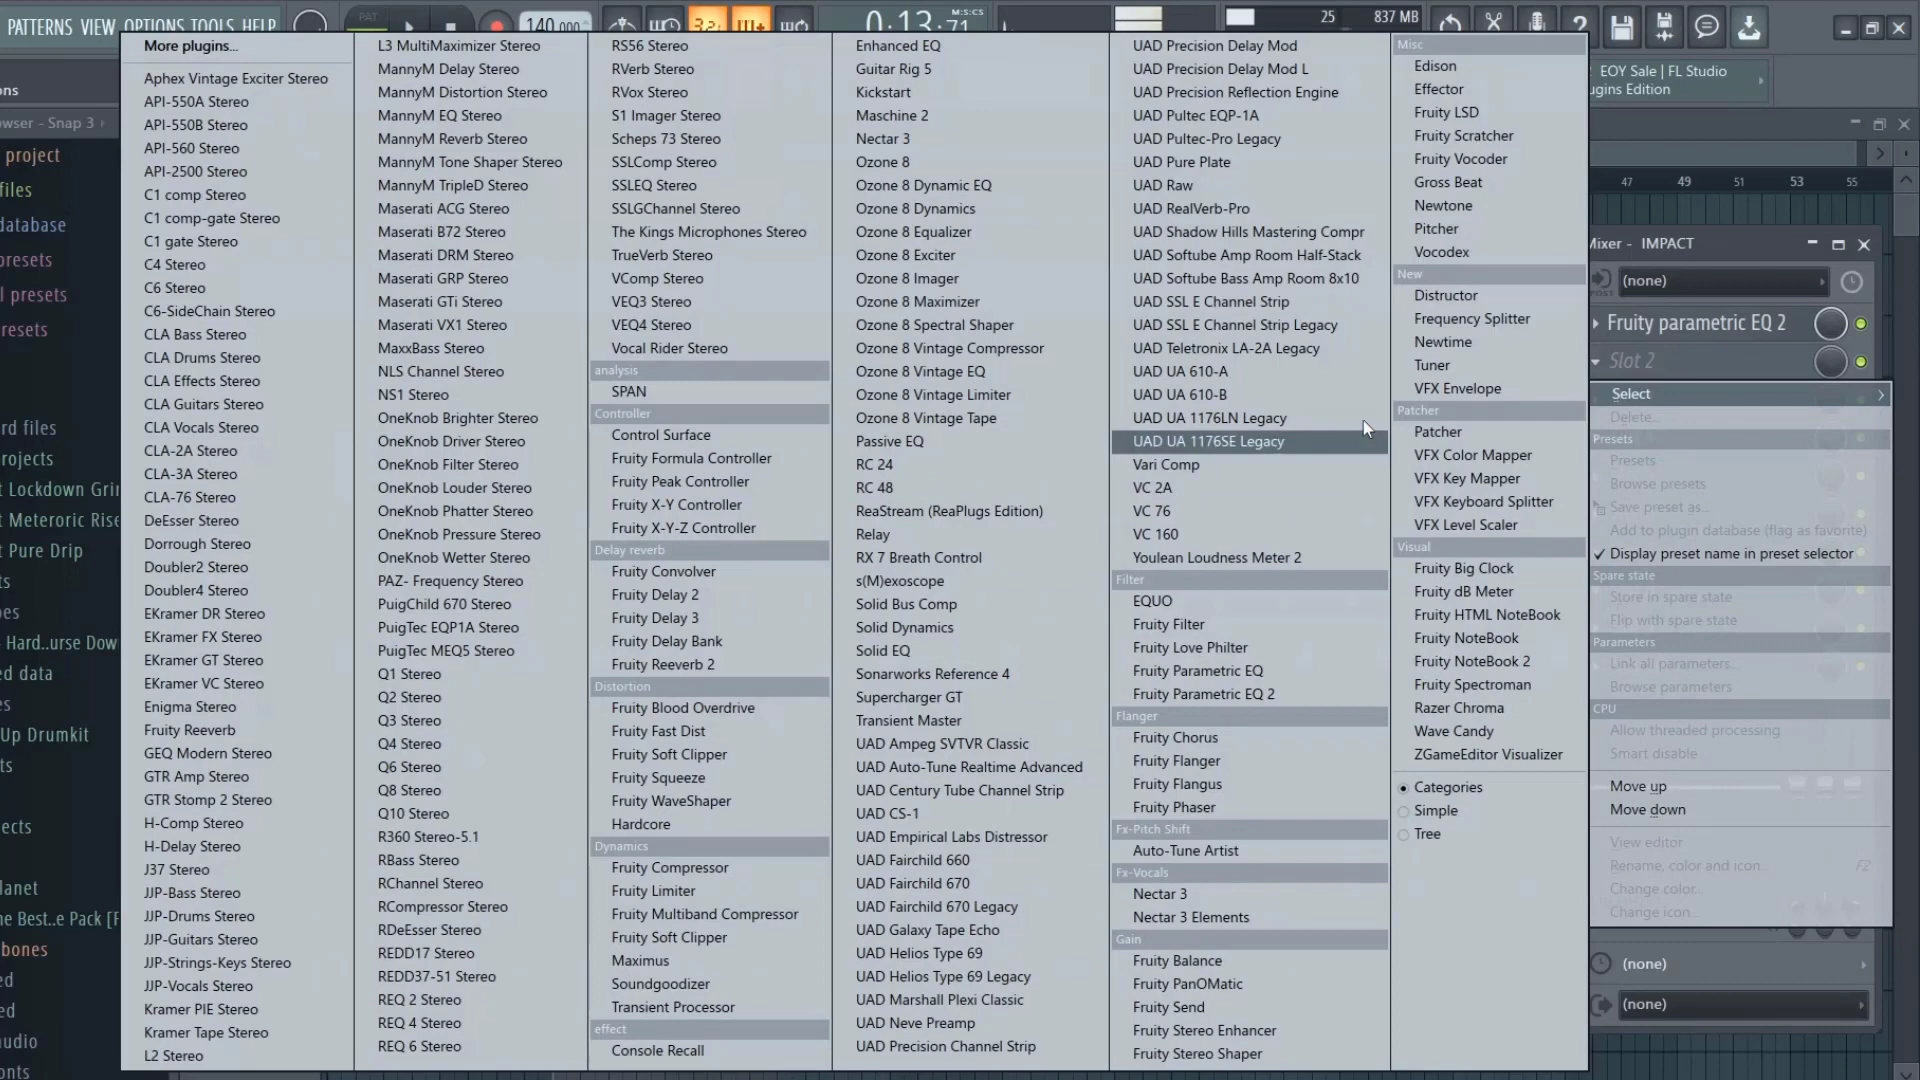 PATTERNS VIEW OPTIONS TOOLS HELP
PAT
140.000
3.2
0:13:71
M:S:CS
25
837 MB
EOY Sale | FL Studio
ugins Edition
ons
wser - Snap 3
project
files
database
presets
l presets
resets
rd files
projects
t Lockdown Grin
t Meteroric Rise
t Pure Drip
ts
oes
Hard..urse Dow
ed data
es
Up Drumkit
ts
ects
lanet
he Best..e Pack [F
bones
ed
ed
udio
onts
More plugins...
Aphex Vintage Exciter Stereo
API-550A Stereo
API-550B Stereo
API-560 Stereo
API-2500 Stereo
C1 comp Stereo
C1 comp-gate Stereo
C1 gate Stereo
C4 Stereo
C6 Stereo
C6-SideChain Stereo
CLA Bass Stereo
CLA Drums Stereo
CLA Effects Stereo
CLA Guitars Stereo
CLA Vocals Stereo
CLA-2A Stereo
CLA-3A Stereo
CLA-76 Stereo
DeEsser Stereo
Dorrough Stereo
Doubler2 Stereo
Doubler4 Stereo
EKramer DR Stereo
EKramer FX Stereo
EKramer GT Stereo
EKramer VC Stereo
Enigma Stereo
Fruity Reeverb
GEQ Modern Stereo
GTR Amp Stereo
GTR Stomp 2 Stereo
H-Comp Stereo
H-Delay Stereo
J37 Stereo
JJP-Bass Stereo
JJP-Drums Stereo
JJP-Guitars Stereo
JJP-Strings-Keys Stereo
JJP-Vocals Stereo
Kramer PIE Stereo
Kramer Tape Stereo
L2 Stereo
L3 MultiMaximizer Stereo
MannyM Delay Stereo
MannyM Distortion Stereo
MannyM EQ Stereo
MannyM Reverb Stereo
MannyM Tone Shaper Stereo
MannyM TripleD Stereo
Maserati ACG Stereo
Maserati B72 Stereo
Maserati DRM Stereo
Maserati GRP Stereo
Maserati GTi Stereo
Maserati VX1 Stereo
MaxxBass Stereo
NLS Channel Stereo
NS1 Stereo
OneKnob Brighter Stereo
OneKnob Driver Stereo
OneKnob Filter Stereo
OneKnob Louder Stereo
OneKnob Phatter Stereo
OneKnob Pressure Stereo
OneKnob Wetter Stereo
PAZ- Frequency Stereo
PuigChild 670 Stereo
PuigTec EQP1A Stereo
PuigTec MEQ5 Stereo
Q1 Stereo
Q2 Stereo
Q3 Stereo
Q4 Stereo
Q6 Stereo
Q8 Stereo
Q10 Stereo
R360 Stereo-5.1
RBass Stereo
RChannel Stereo
RCompressor Stereo
RDeEsser Stereo
REDD17 Stereo
REDD37-51 Stereo
REQ 2 Stereo
REQ 4 Stereo
REQ 6 Stereo
RS56 Stereo
RVerb Stereo
RVox Stereo
S1 Imager Stereo
Scheps 73 Stereo
SSLComp Stereo
SSLEQ Stereo
SSLGChannel Stereo
The Kings Microphones Stereo
TrueVerb Stereo
VComp Stereo
VEQ3 Stereo
VEQ4 Stereo
Vocal Rider Stereo
analysis
SPAN
Controller
Control Surface
Fruity Formula Controller
Fruity Peak Controller
Fruity X-Y Controller
Fruity X-Y-Z Controller
Delay reverb
Fruity Convolver
Fruity Delay 2
Fruity Delay 3
Fruity Delay Bank
Fruity Reeverb 2
Distortion
Fruity Blood Overdrive
Fruity Fast Dist
Fruity Soft Clipper
Fruity Squeeze
Fruity WaveShaper
Hardcore
Dynamics
Fruity Compressor
Fruity Limiter
Fruity Multiband Compressor
Fruity Soft Clipper
Maximus
Soundgoodizer
Transient Processor
effect
Console Recall
Enhanced EQ
Guitar Rig 5
Kickstart
Maschine 2
Nectar 3
Ozone 8
Ozone 8 Dynamic EQ
Ozone 8 Dynamics
Ozone 8 Equalizer
Ozone 8 Exciter
Ozone 8 Imager
Ozone 8 Maximizer
Ozone 8 Spectral Shaper
Ozone 8 Vintage Compressor
Ozone 8 Vintage EQ
Ozone 8 Vintage Limiter
Ozone 8 Vintage Tape
Passive EQ
RC 24
RC 48
ReaStream (ReaPlugs Edition)
Relay
RX 7 Breath Control
s(M)exoscope
Solid Bus Comp
Solid Dynamics
Solid EQ
Sonarworks Reference 4
Supercharger GT
Transient Master
UAD Ampeg SVTVR Classic
UAD Auto-Tune Realtime Advanced
UAD Century Tube Channel Strip
UAD CS-1
UAD Empirical Labs Distressor
UAD Fairchild 660
UAD Fairchild 670
UAD Fairchild 670 Legacy
UAD Galaxy Tape Echo
UAD Helios Type 69
UAD Helios Type 69 Legacy
UAD Marshall Plexi Classic
UAD Neve Preamp
UAD Precision Channel Strip
UAD Precision Delay Mod
UAD Precision Delay Mod L
UAD Precision Reflection Engine
UAD Pultec EQP-1A
UAD Pultec-Pro Legacy
UAD Pure Plate
UAD Raw
UAD RealVerb-Pro
UAD Shadow Hills Mastering Compr
UAD Softube Amp Room Half-Stack
UAD Softube Bass Amp Room 8x10
UAD SSL E Channel Strip
UAD SSL E Channel Strip Legacy
UAD Teletronix LA-2A Legacy
UAD UA 610-A
UAD UA 610-B
UAD UA 1176LN Legacy
UAD UA 1176SE Legacy
Vari Comp
VC 2A
VC 76
VC 160
Youlean Loudness Meter 2
Filter
EQUO
Fruity Filter
Fruity Love Philter
Fruity Parametric EQ
Fruity Parametric EQ 2
Flanger
Fruity Chorus
Fruity Flanger
Fruity Flangus
Fruity Phaser
Fx-Pitch Shift
Auto-Tune Artist
Fx-Vocals
Nectar 3
Nectar 3 Elements
Gain
Fruity Balance
Fruity PanOMatic
Fruity Send
Fruity Stereo Enhancer
Fruity Stereo Shaper
Misc
Edison
Effector
Fruity LSD
Fruity Scratcher
Fruity Vocoder
Gross Beat
Newtone
Pitcher
Vocodex
New
Distructor
Frequency Splitter
Newtime
Tuner
VFX Envelope
Patcher
Patcher
VFX Color Mapper
VFX Key Mapper
VFX Keyboard Splitter
VFX Level Scaler
Visual
Fruity Big Clock
Fruity dB Meter
Fruity HTML NoteBook
Fruity NoteBook
Fruity NoteBook 2
Fruity Spectroman
Razer Chroma
Wave Candy
ZGameEditor Visualizer
Categories
Simple
Tree
47 49 51 53 55
Mixer - IMPACT
POST
(none)
Fruity parametric EQ 2
Slot 2
Select
Delete...
Presets
Presets
Browse presets
Save preset as...
Add to plugin database (flag as favorite)
Display preset name in preset selector
Spare state
Store in spare state
Flip with spare state
Parameters
Link all parameters...
Browse parameters
CPU
Allow threaded processing
Smart disable
Move up
Move down
View editor
Rename, color and icon... F2
Change color...
Change icon...
(none)
(none)